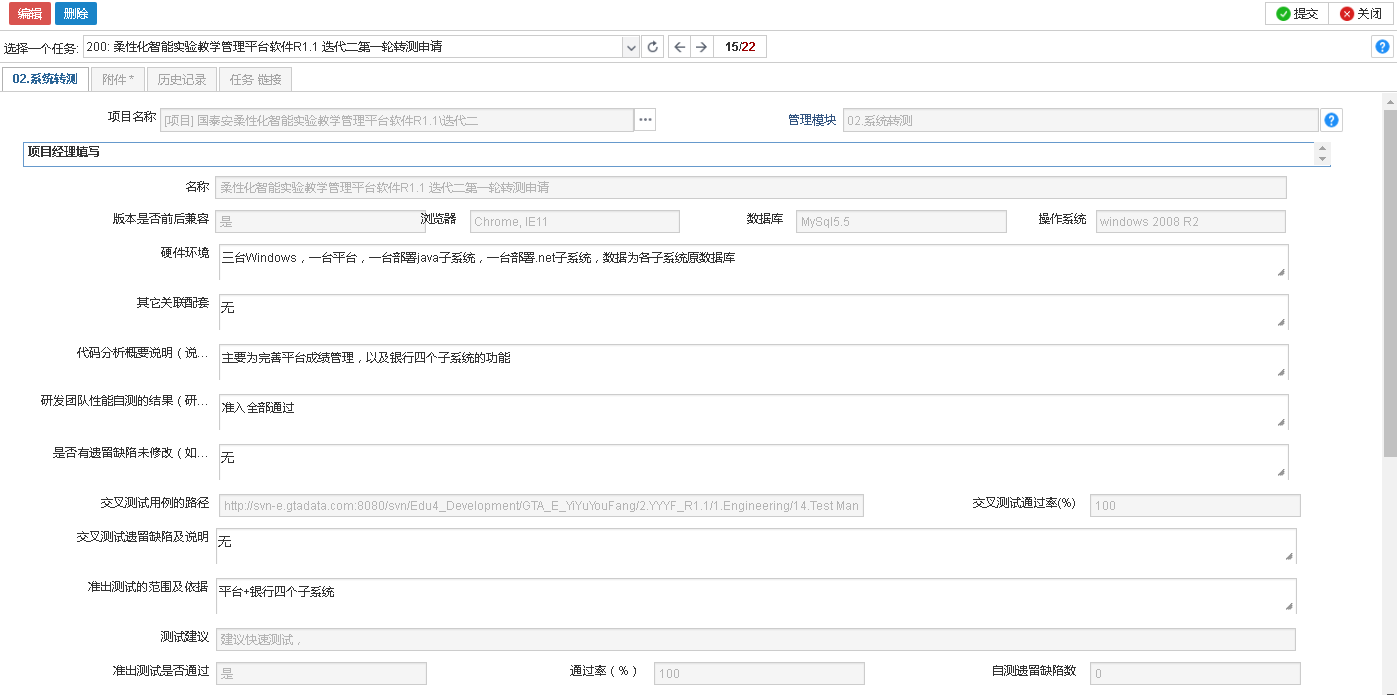 编辑 删除 提交 关闭
选择一个任务: 200: 柔性化智能实验教学管理平台软件R1.1 迭代二第一轮转测申请 15/22
02.系统转测 附件 * 历史记录 任务 链接
项目名称 [项目] 国泰安柔性化智能实验教学管理平台软件R1.1\迭代二 ... 管理模块 02.系统转测
项目经理填写
名称 柔性化智能实验教学管理平台软件R1.1 迭代二第一轮转测申请
版本是否前后兼容 是 浏览器 Chrome, IE11 数据库 MySql5.5 操作系统 windows 2008 R2
硬件环境 三台Windows，一台平台，一台部署java子系统，一台部署.net子系统，数据为各子系统原数据库
其它关联配套 无
代码分析概要说明（说... 主要为完善平台成绩管理，以及银行四个子系统的功能
研发团队性能自测的结果（研... 准入全部通过
是否有遗留缺陷未修改（如... 无
交叉测试用例的路径 http://svn-e.gtadata.com:8080/svn/Edu4_Development/GTA_E_YiYuYouFang/2.YYYF_R1.1/1.Engineering/14.Test Man 交叉测试通过率(%) 100
交叉测试遗留缺陷及说明 无
准出测试的范围及依据 平台+银行四个子系统
测试建议 建议快速测试，
准出测试是否通过 是 通过率（%） 100 自测遗留缺陷数 0